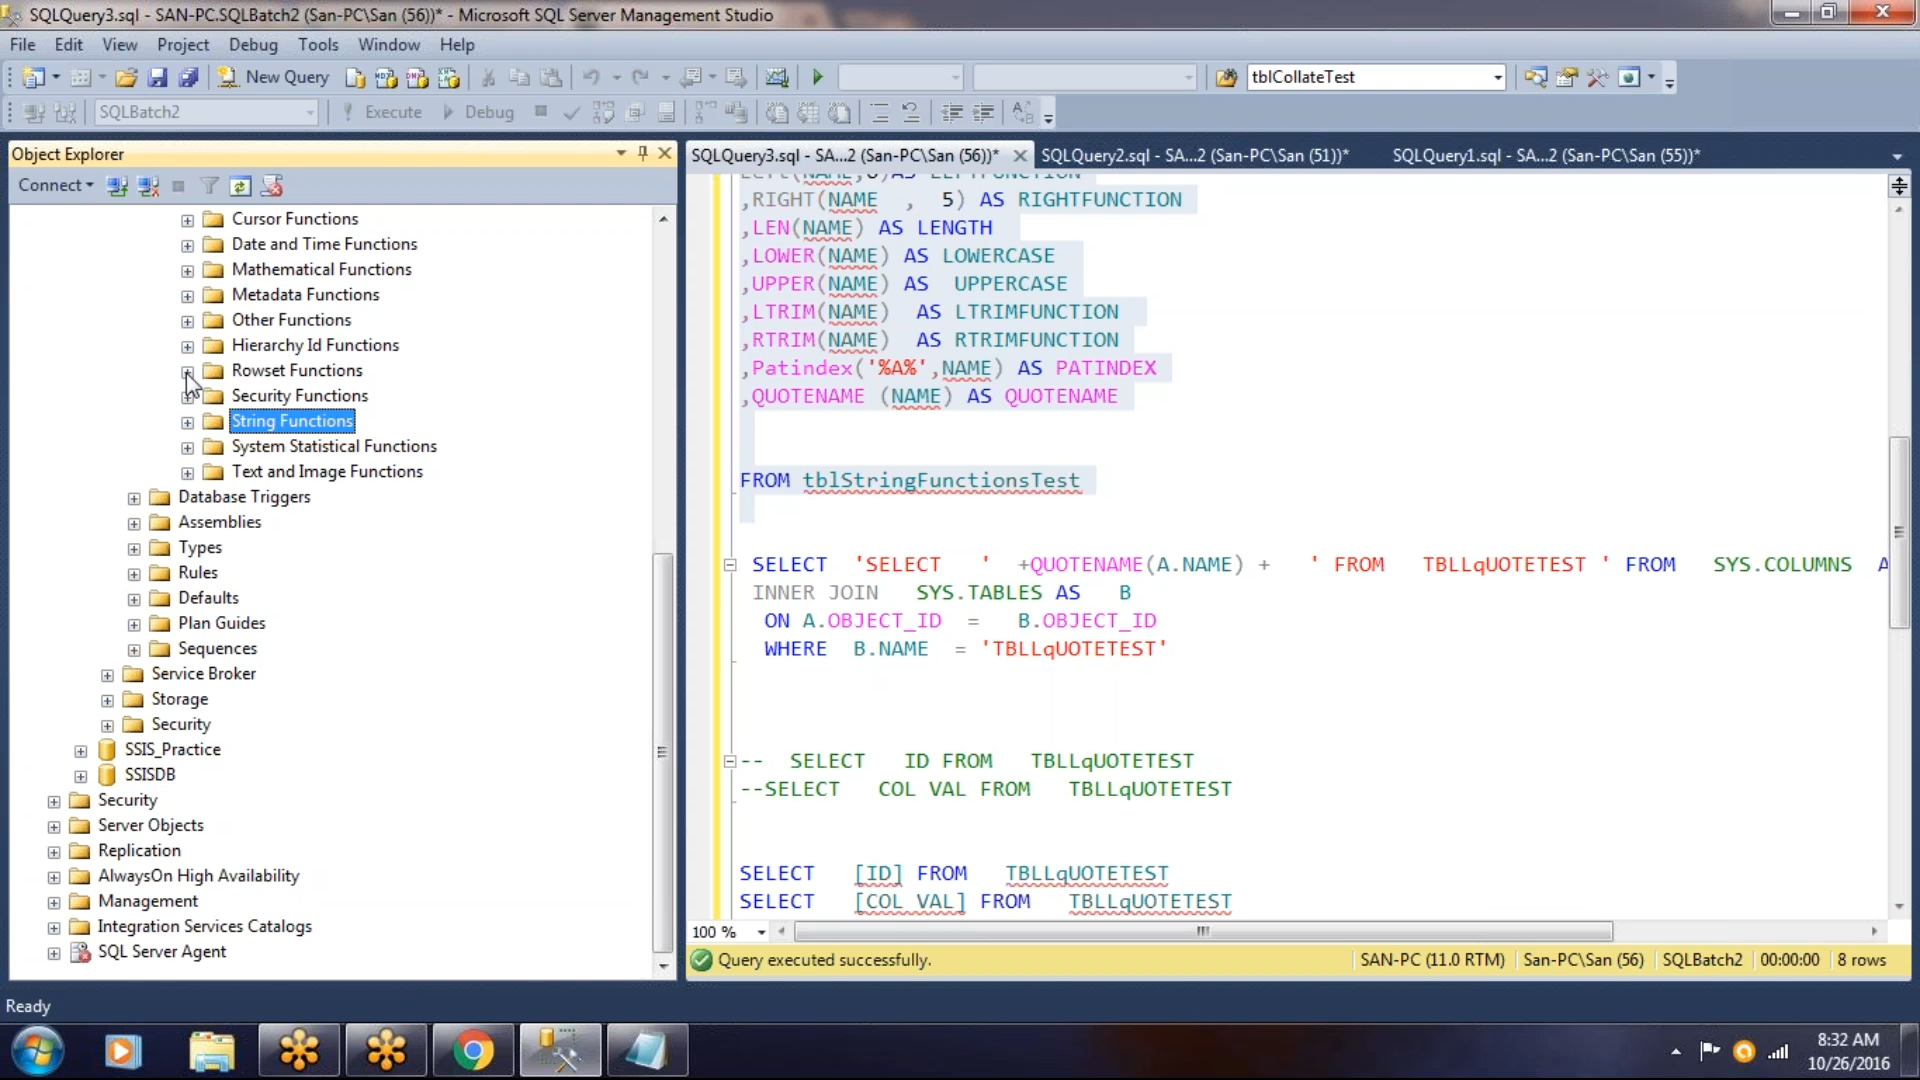 SQLQuery3.sql - SAN-PC.SQLBatch2 (San-PC\San (56))* - Microsoft SQL Server Management Studio
File Edit View Project Debug Tools Window Help
New Query tblCollateTest
SQLBatch2 Execute Debug
Object Explorer
Connect
Cursor Functions
Date and Time Functions
Mathematical Functions
Metadata Functions
Other Functions
Hierarchy Id Functions
Rowset Functions
Security Functions
String Functions
System Statistical Functions
Text and Image Functions
Database Triggers
Assemblies
Types
Rules
Defaults
Plan Guides
Sequences
Service Broker
Storage
Security
SSIS_Practice
SSISDB
Security
Server Objects
Replication
AlwaysOn High Availability
Management
Integration Services Catalogs
SQL Server Agent
SQLQuery3.sql - SA...2 (San-PC\San (56))* SQLQuery2.sql - SA...2 (San-PC\San (51))* SQLQuery1.sql - SA...2 (San-PC\San (55))*
,RIGHT(NAME , 5) AS RIGHTFUNCTION
,LEN(NAME) AS LENGTH
,LOWER(NAME) AS LOWERCASE
,UPPER(NAME) AS UPPERCASE
,LTRIM(NAME) AS LTRIMFUNCTION
,RTRIM(NAME) AS RTRIMFUNCTION
,Patindex('%A%',NAME) AS PATINDEX
,QUOTENAME (NAME) AS QUOTENAME
FROM tblStringFunctionsTest
SELECT 'SELECT ' +QUOTENAME(A.NAME) + ' FROM TBLLqUOTETEST ' FROM SYS.COLUMNS A
INNER JOIN SYS.TABLES AS B
ON A.OBJECT_ID = B.OBJECT_ID
WHERE B.NAME = 'TBLLqUOTETEST'
-- SELECT ID FROM TBLLqUOTETEST
--SELECT COL VAL FROM TBLLqUOTETEST
SELECT [ID] FROM TBLLqUOTETEST
SELECT [COL VAL] FROM TBLLqUOTETEST
100 %
Query executed successfully. SAN-PC (11.0 RTM) San-PC\San (56) SQLBatch2 00:00:00 8 rows
Ready
8:32 AM
10/26/2016